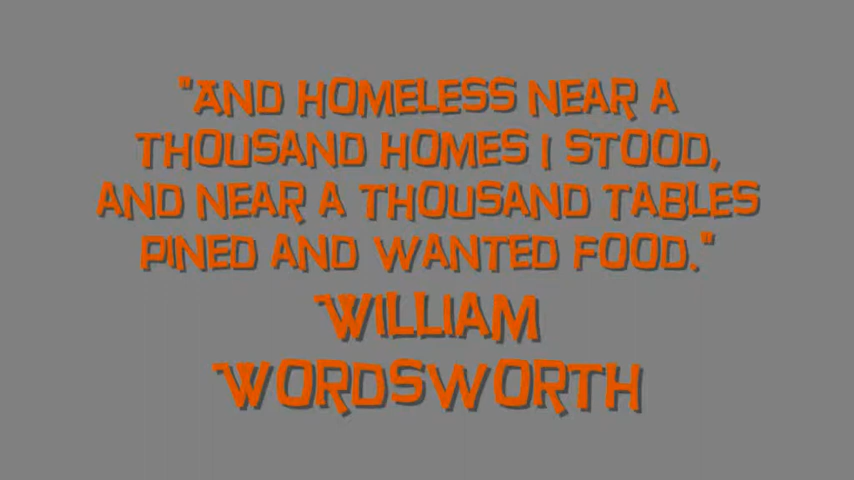 "AND HOMELESS NEAR A
THOUSAND HOMES I STOOD,
AND NEAR A THOUSAND TABLES
PINED AND WANTED FOOD."
WILLIAM
WORDSWORTH